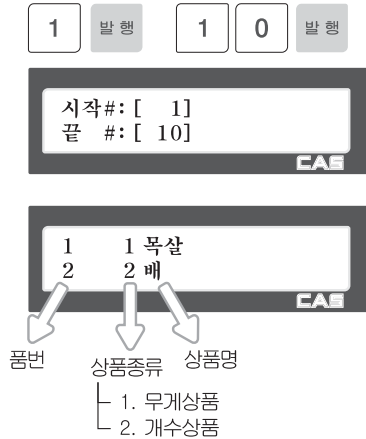 1 발행 1 0 발행
시작#:[ 1]
끝 #:[ 10]
CAS
1 1 목살
2 2 배
CAS
품번 상품종류 상품명
1. 무게상품
2. 개수상품